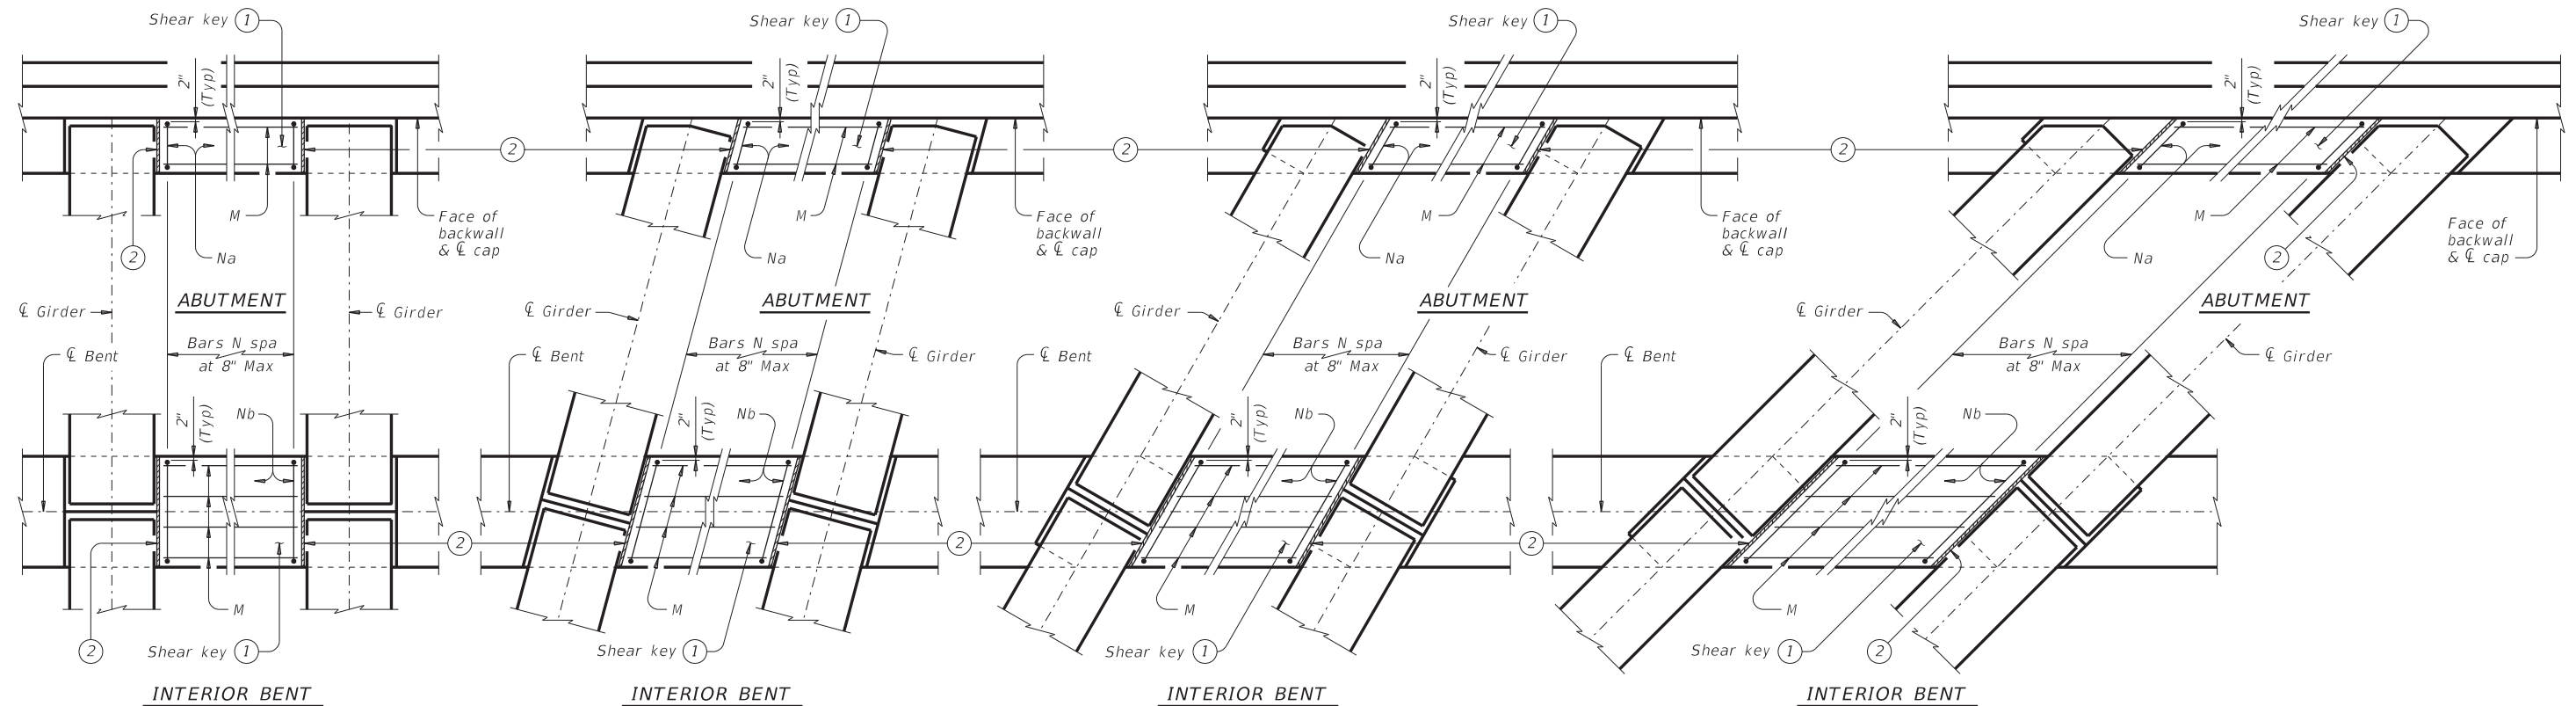 Shear key 1
2"
(Typ)
2
M
Na
Face of
backwall
& ℄ cap
ABUTMENT
℄ Girder
℄ Girder
℄ Bent
Bars N spa
at 8" Max
2"
(Typ)
Nb
M
2
Shear key 1
INTERIOR BENT
2
2
Shear key 1
2"
(Typ)
M
Na
Face of
backwall
& ℄ cap
ABUTMENT
℄ Girder
℄ Girder
℄ Bent
Bars N spa
at 8" Max
2"
(Typ)
Nb
M
Shear key 1
INTERIOR BENT
2
2
Shear key 1
2"
(Typ)
M
Na
Face of
backwall
& ℄ cap
ABUTMENT
℄ Girder
℄ Girder
℄ Bent
Bars N spa
at 8" Max
2"
(Typ)
Nb
M
Shear key 1
INTERIOR BENT
2
2
Shear key 1
2"
(Typ)
M
Na
2
Face of
backwall
& ℄ cap
ABUTMENT
℄ Girder
℄ Girder
℄ Bent
Bars N spa
at 8" Max
2"
(Typ)
Nb
M
Shear key 1
2
INTERIOR BENT